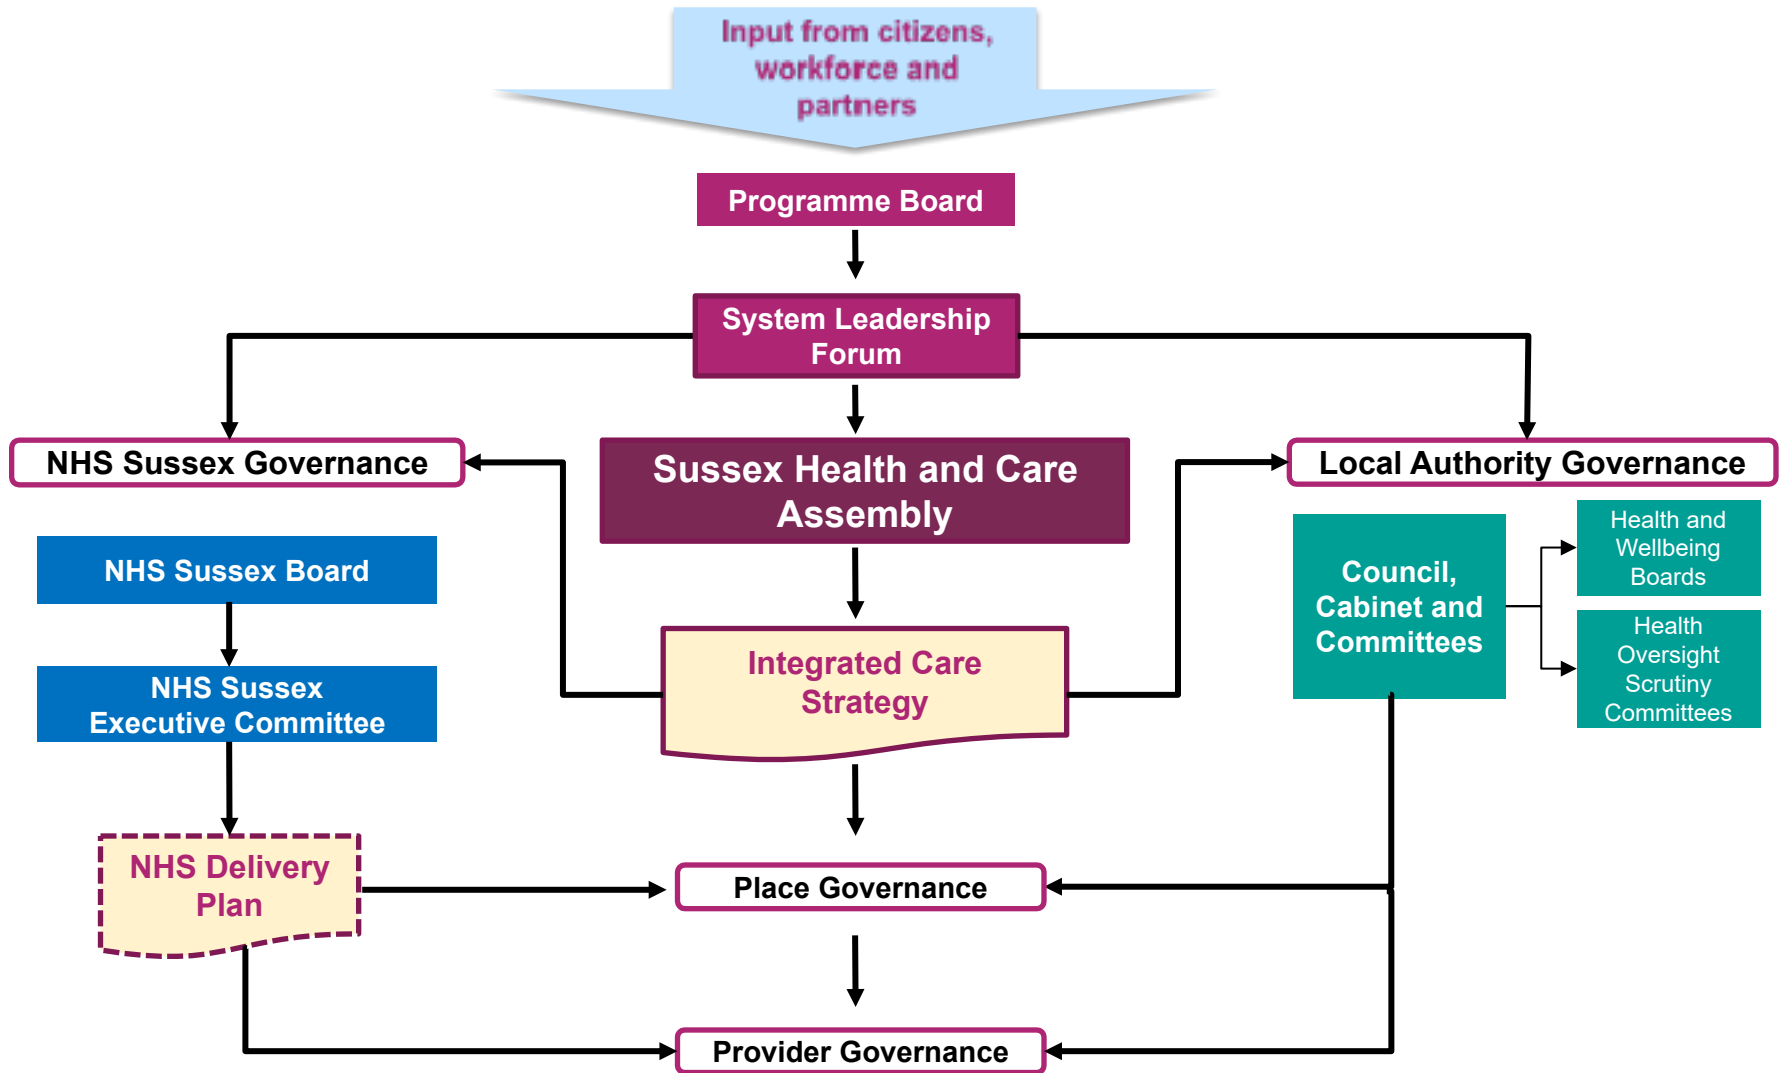 Input from citizens,
workforce and
partners
Programme Board
System Leadership
Forum
NHS Sussex Governance
Sussex Health and Care
Assembly
Local Authority Governance
NHS Sussex Board
NHS Sussex
Executive Committee
Integrated Care
Strategy
Council,
Cabinet and
Committees
Health and
Wellbeing
Boards
Health
Oversight
Scrutiny
Committees
NHS Delivery
Plan
Place Governance
Provider Governance